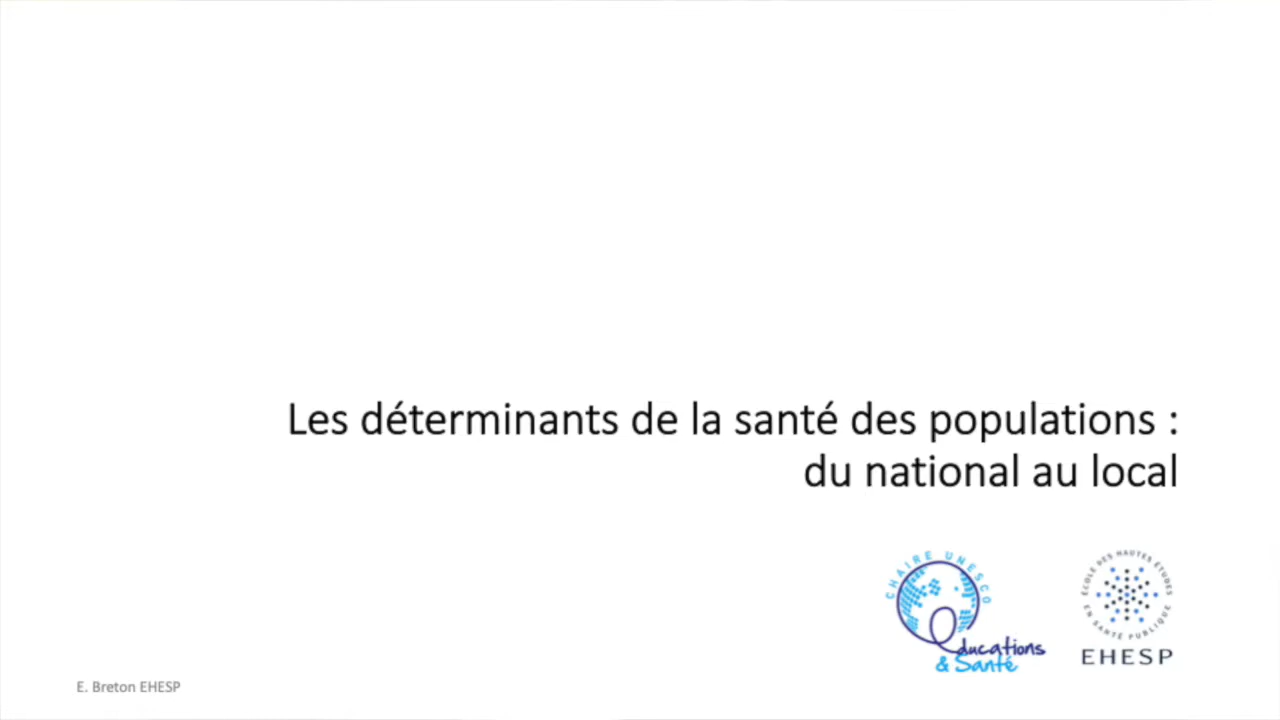 Les déterminants de la santé des populations :
du national au local
CHAIRE UNESCO
éducations
& Santé
ÉCOLE DES HAUTES ÉTUDES
EN SANTÉ PUBLIQUE
EHESP
E. Breton EHESP